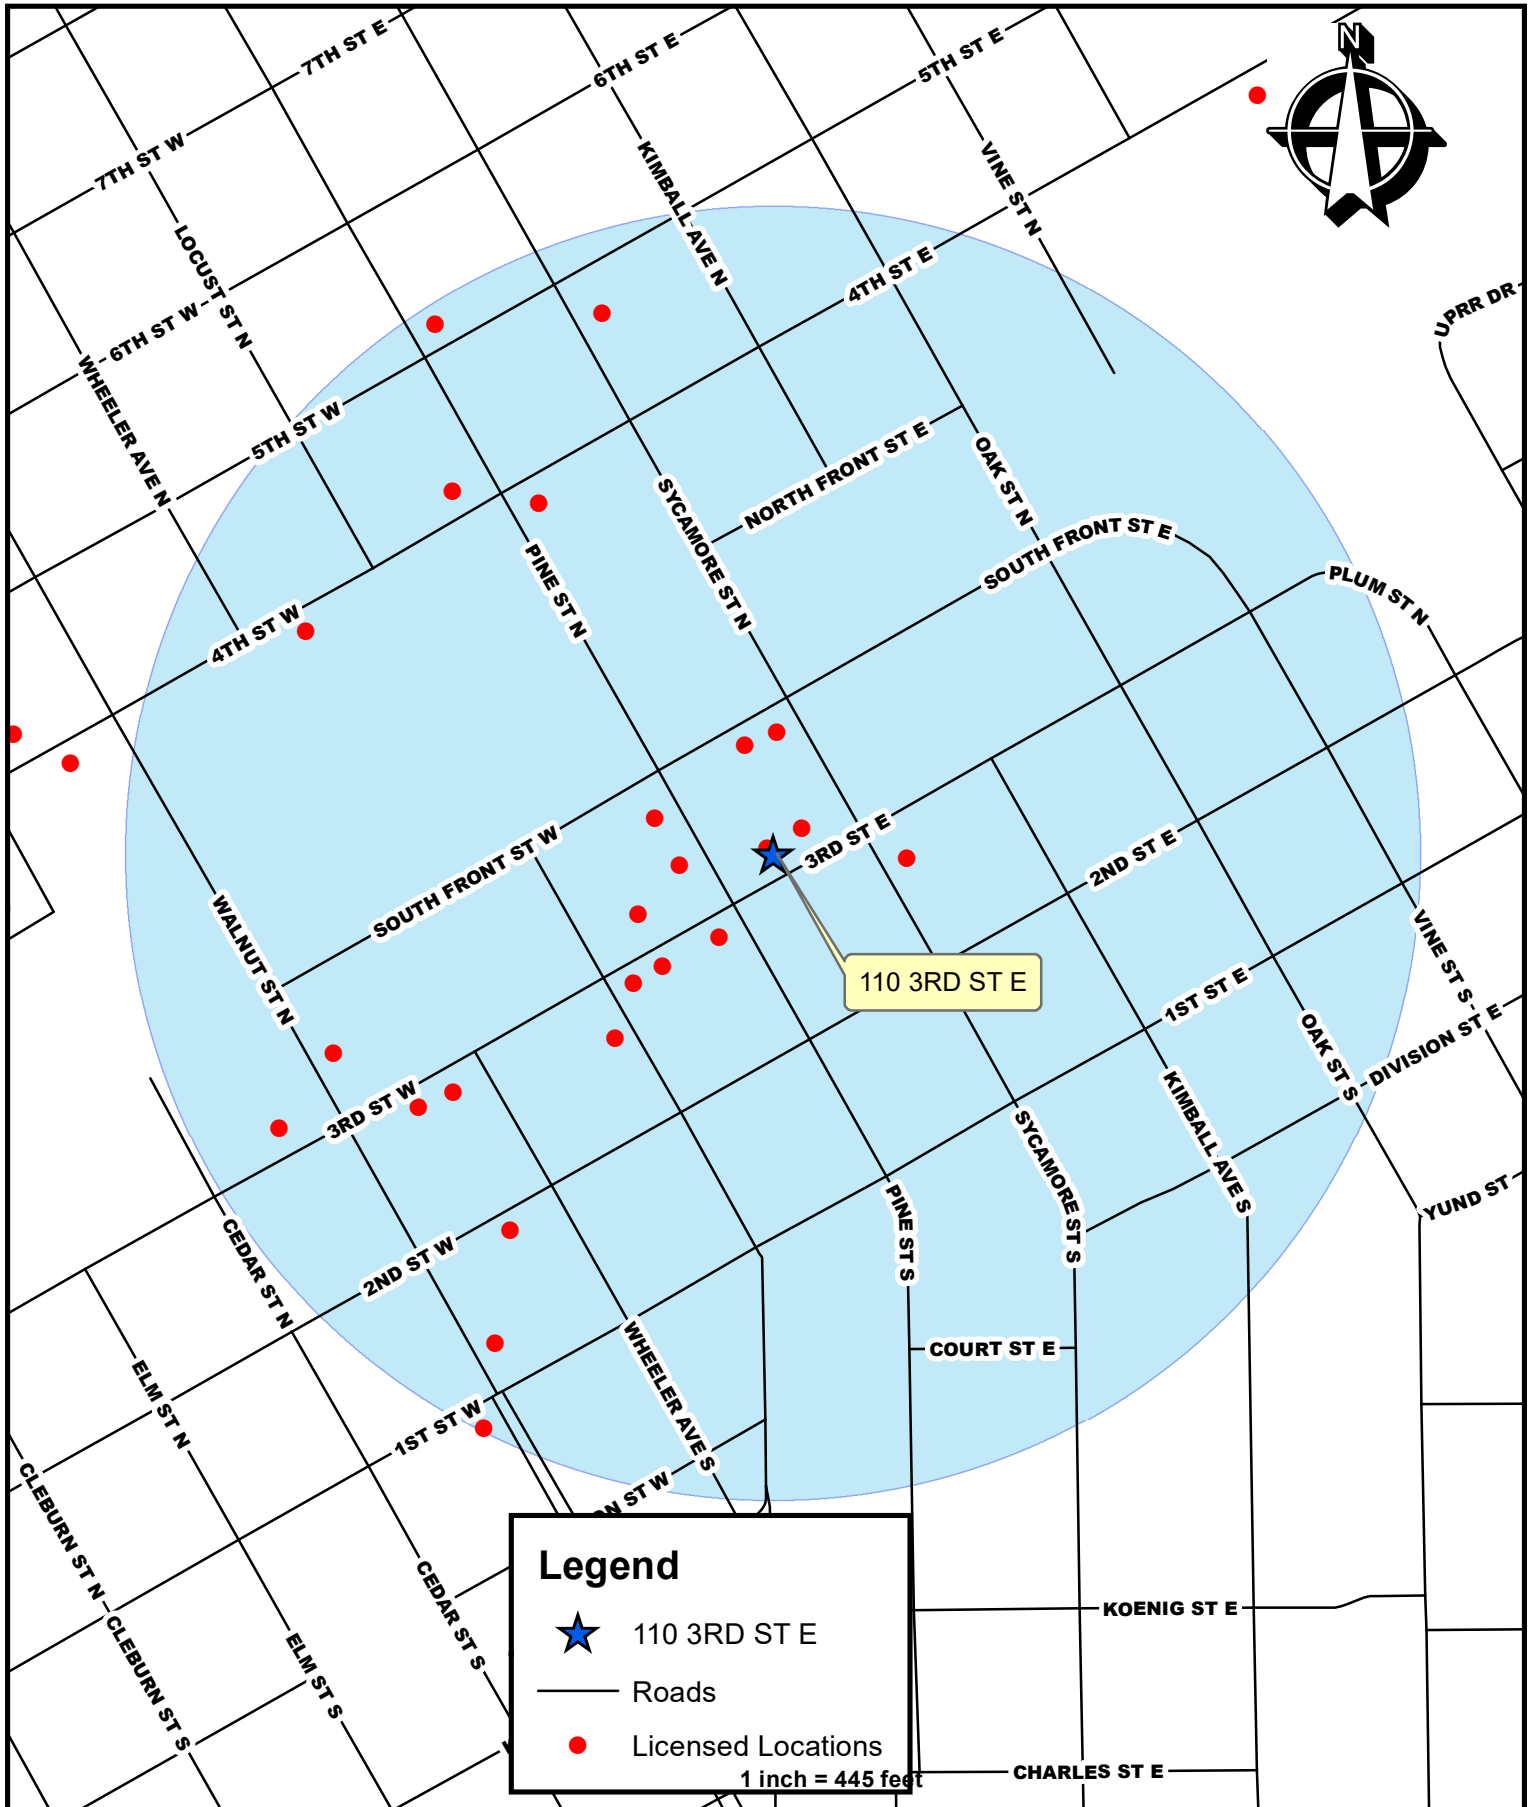 N
7TH ST E
6TH ST E
5TH ST E
7TH ST W
KIMBALL AVE N
VINE ST N
LOCUST ST N
4TH ST E
6TH ST W
UPRR DR
WHEELER AVE N
5TH ST W
NORTH FRONT ST E
OAK ST N
SYCAMORE ST N
SOUTH FRONT ST E
PINE ST N
PLUM ST N
4TH ST W
3RD ST E
2ND ST E
SOUTH FRONT ST W
WALNUT ST N
VINE ST S
110 3RD ST E
1ST ST E
OAK ST S
DIVISION ST E
3RD ST W
KIMBALL AVE S
SYCAMORE ST S
YUND ST
PINE ST S
CEDAR ST N
2ND ST W
COURT ST E
WHEELER AVE S
ELM ST N
1ST ST W
CLEBURN ST N
ON ST W
CEDAR ST S
KOENIG ST E
CLEBURN ST S
ELM ST S
CHARLES ST E
Legend
110 3RD ST E
Roads
Licensed Locations
1 inch = 445 feet